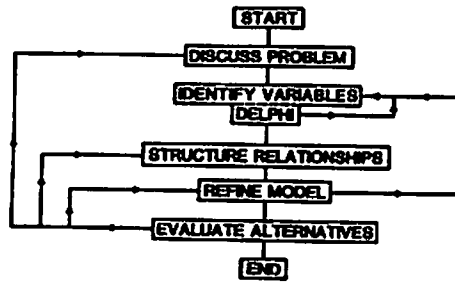 START
DISCUSS PROBLEM
IDENTIFY VARIABLES
DELPHI
STRUCTURE RELATIONSHIPS
REFINE MODEL
EVALUATE ALTERNATIVES
END